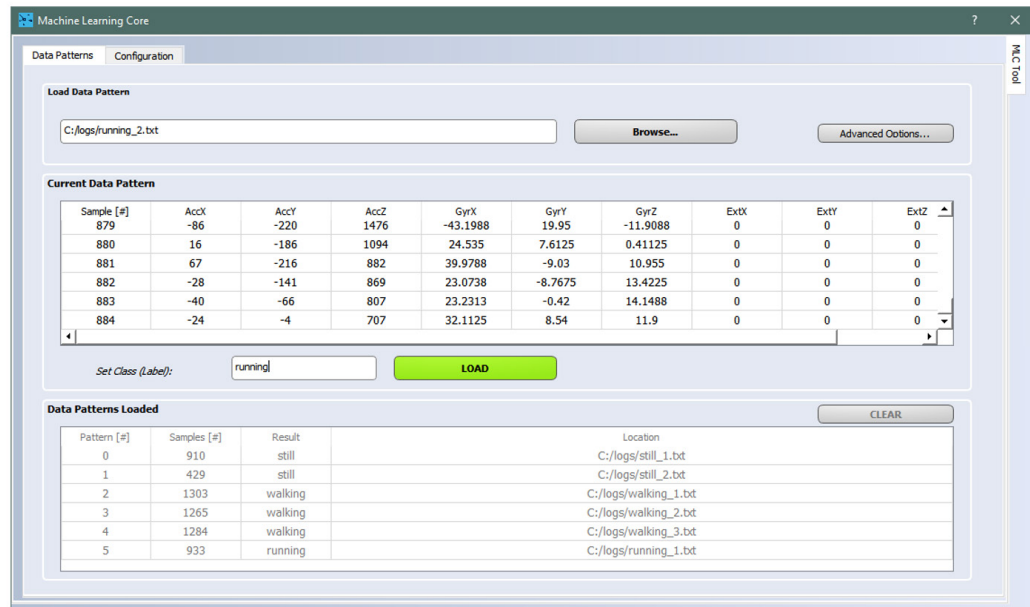 Machine Learning Core ? ×
Data Patterns Configuration
MLC Tool
Load Data Pattern
C:/logs/running_2.txt Browse... Advanced Options...
Current Data Pattern
Sample [#] AccX AccY AccZ GyrX GyrY GyrZ ExtX ExtY ExtZ
879 -86 -220 1476 -43.1988 19.95 -11.9088 0 0 0
880 16 -186 1094 24.535 7.6125 0.41125 0 0 0
881 67 -216 882 39.9788 -9.03 10.955 0 0 0
882 -28 -141 869 23.0738 -8.7675 13.4225 0 0 0
883 -40 -66 807 23.2313 -0.42 14.1488 0 0 0
884 -24 -4 707 32.1125 8.54 11.9 0 0 0
Set Class (Label): running LOAD
Data Patterns Loaded CLEAR
Pattern [#] Samples [#] Result Location
0 910 still C:/logs/still_1.txt
1 429 still C:/logs/still_2.txt
2 1303 walking C:/logs/walking_1.txt
3 1265 walking C:/logs/walking_2.txt
4 1284 walking C:/logs/walking_3.txt
5 933 running C:/logs/running_1.txt